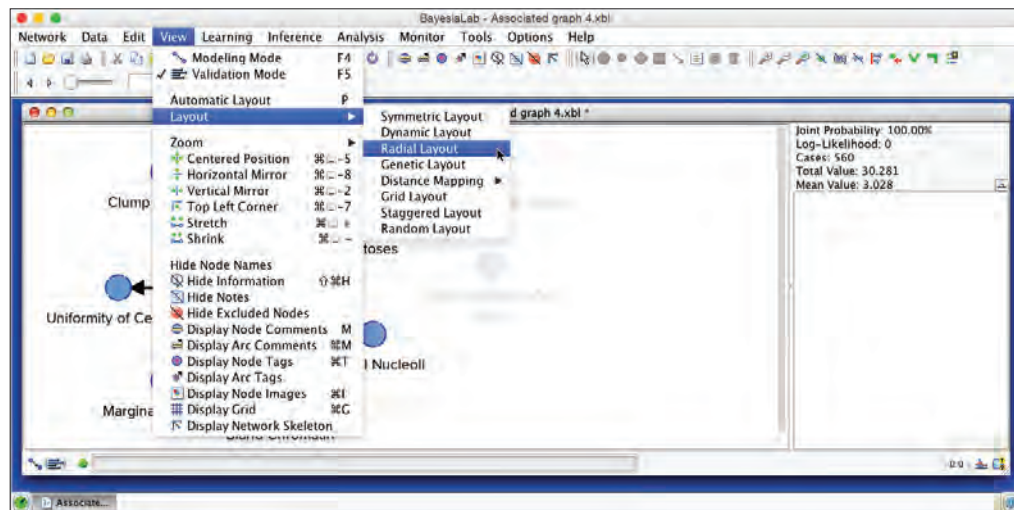 BayesiaLab - Associated graph 4.xbl
Network Data Edit View Learning Inference Analysis Monitor Tools Options Help
Modeling Mode F4
✓ Validation Mode F5
Automatic Layout P
Layout
Zoom
Centered Position
Horizontal Mirror
Vertical Mirror
Top Left Corner
Stretch
Shrink
Hide Node Names
Hide Information ⇧⌘H
Hide Notes
Hide Excluded Nodes
Display Node Comments M
Display Arc Comments ⌘M
Display Node Tags ⌘T
Display Arc Tags
Display Node Images ⌘I
Display Grid ⌘G
Display Network Skeleton
Symmetric Layout
Dynamic Layout
Radial Layout
Genetic Layout
Distance Mapping
Grid Layout
Staggered Layout
Random Layout
d graph 4.xbl *
Joint Probability: 100.00%
Log-Likelihood: 0
Cases: 560
Total Value: 30.281
Mean Value: 3.028
Clump
toses
Uniformity of Ce
l Nucleoli
Margina
Associate...